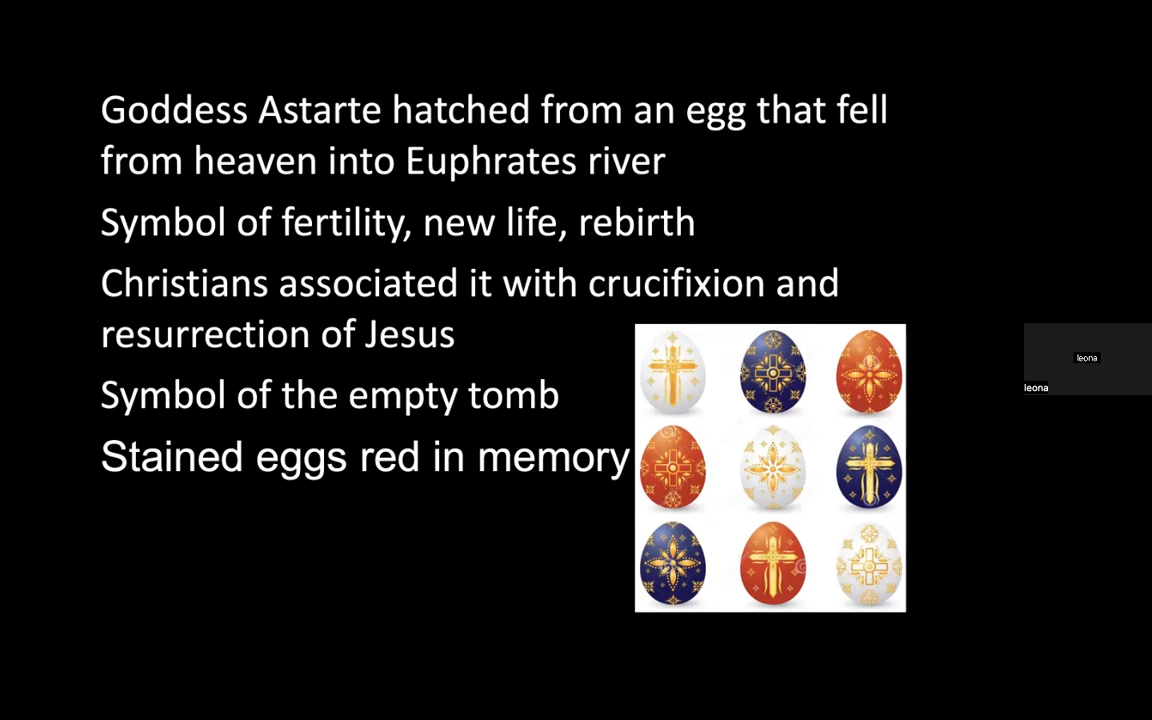 Goddess Astarte hatched from an egg that fell
from heaven into Euphrates river
Symbol of fertility, new life, rebirth
Christians associated it with crucifixion and
resurrection of Jesus
Symbol of the empty tomb
Stained eggs red in memory
leona
leona